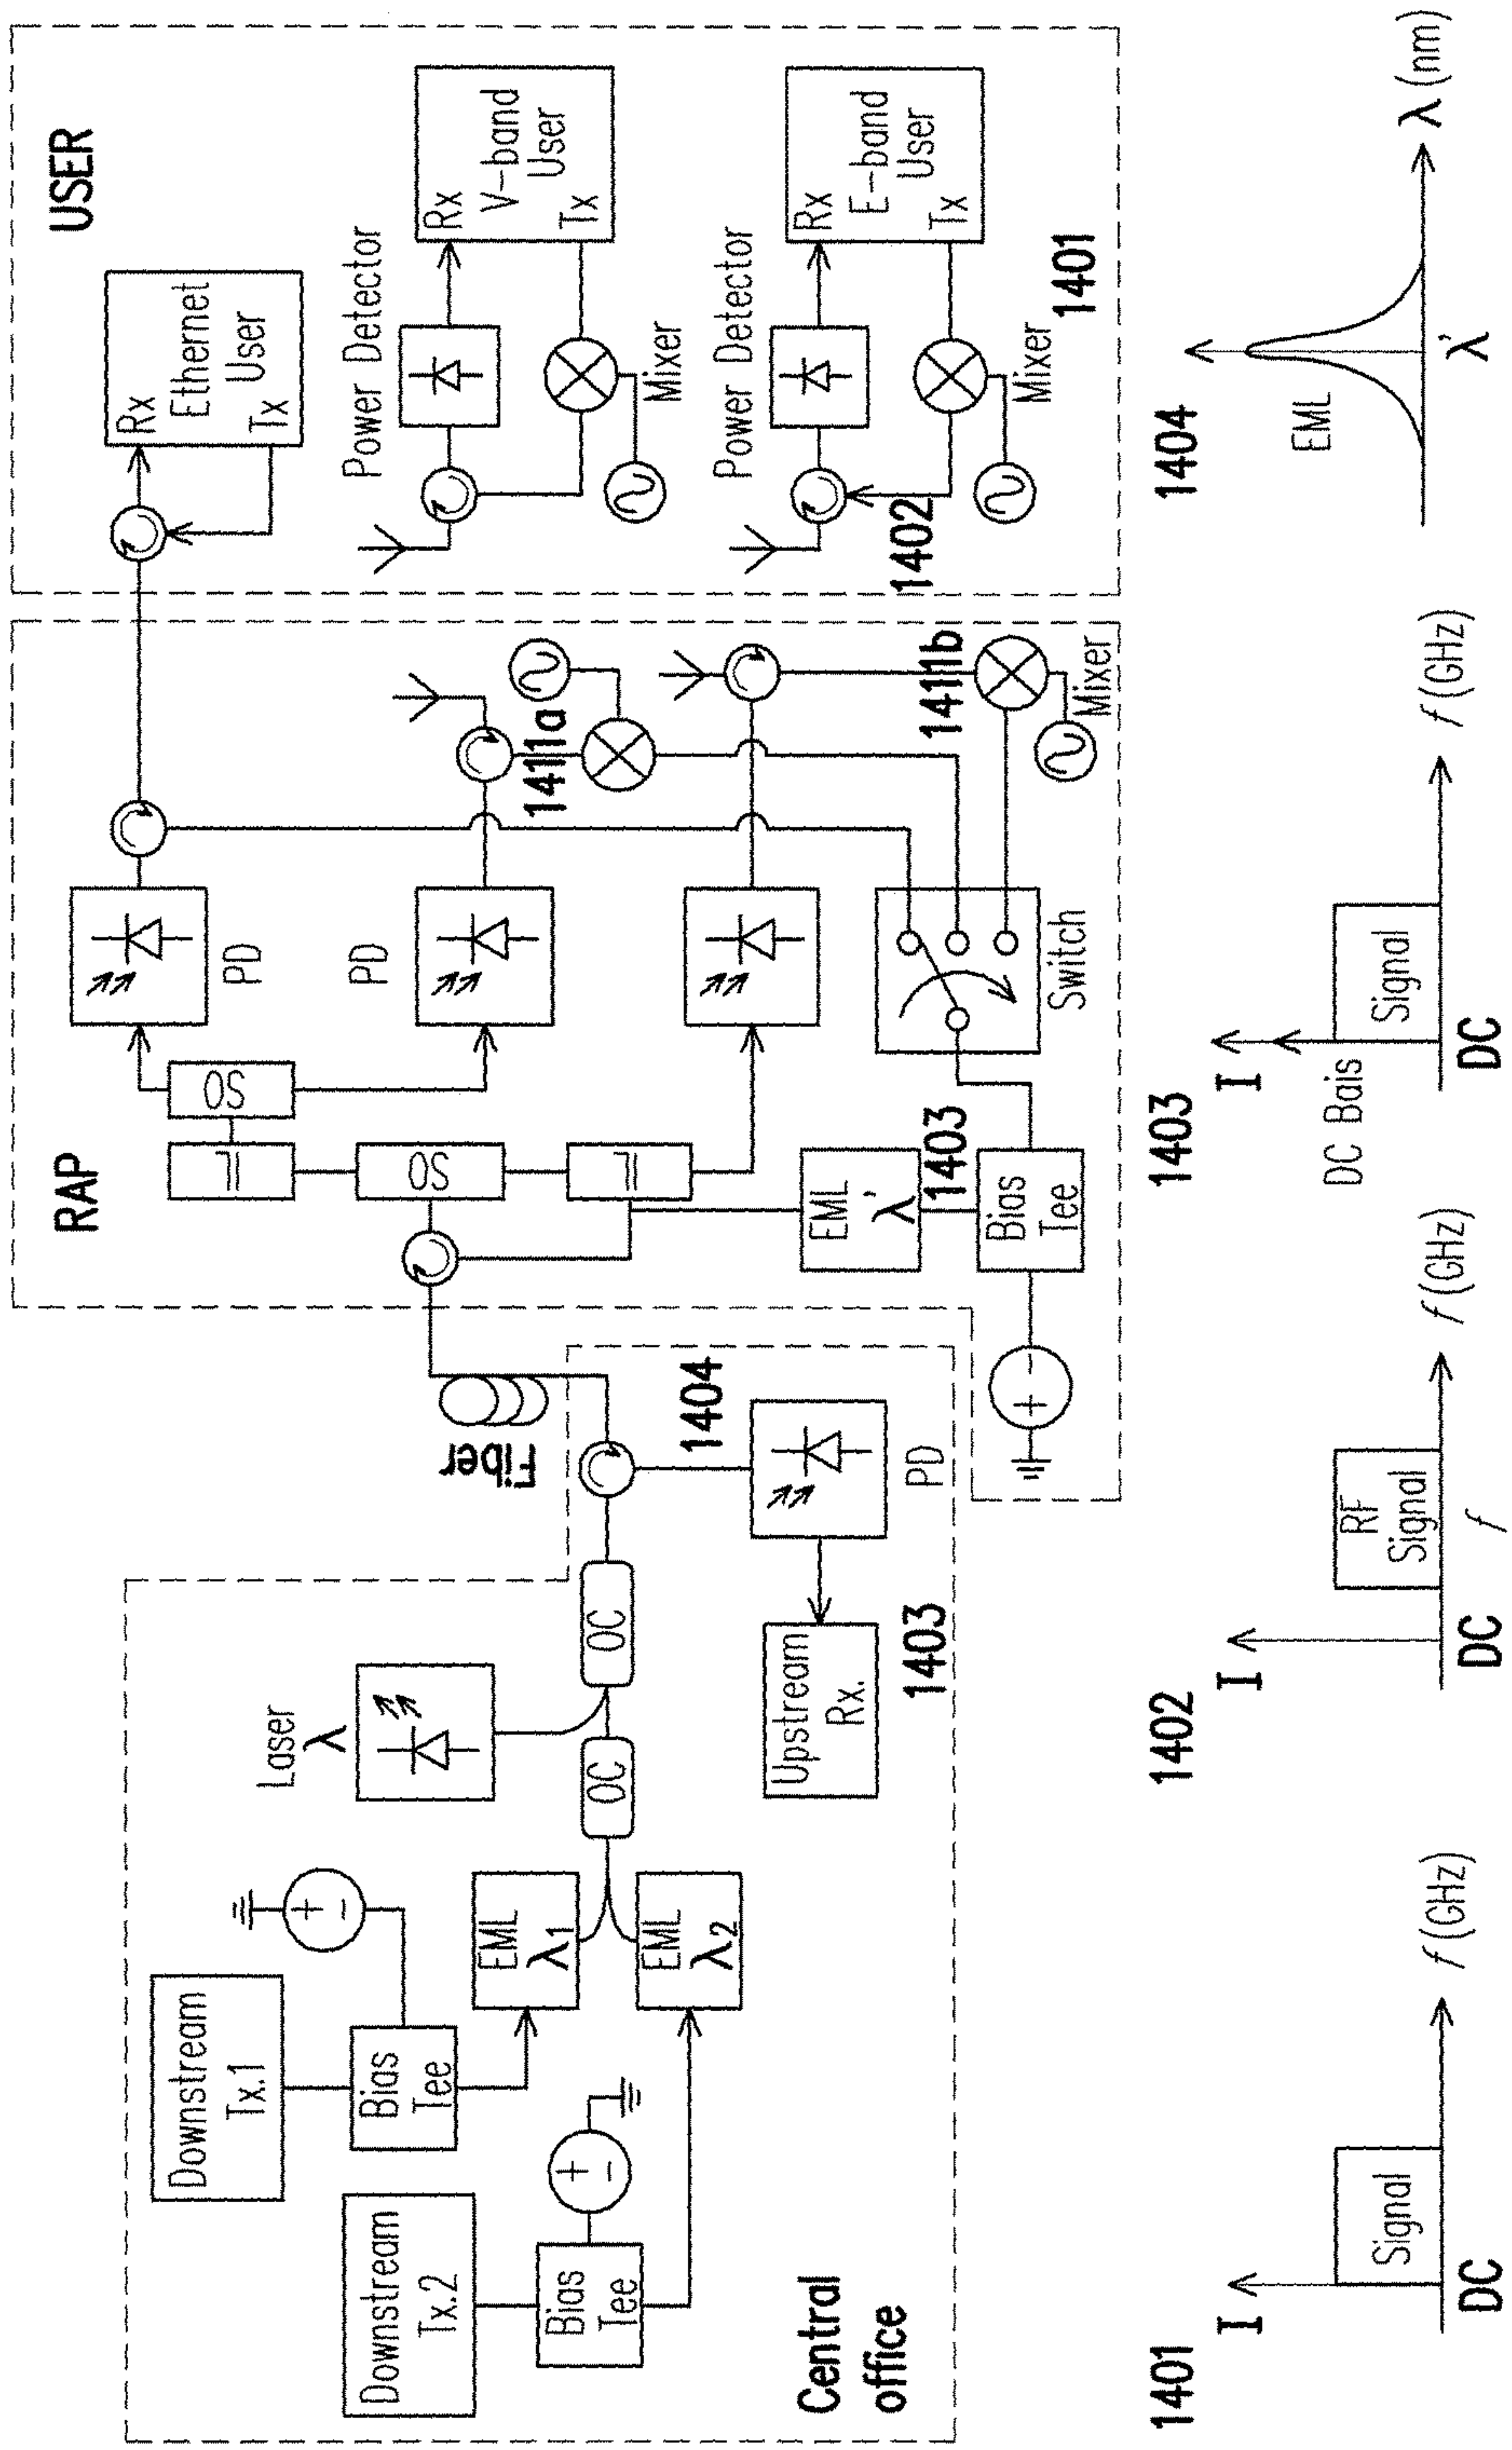 USER
RAP
Ethernet
User
Rx
Tx
Power Detector
Rx
V-band
User
Tx
Mixer
Power Detector
Rx
E-band
User
Tx
Mixer
1401
1402
PD
PD
OS
IL
OS
IL
1411a
1411b
Mixer
Switch
EML
λ'
1403
Bias
Tee
+ -
Fiber
1404
PD
Upstream
Rx.
1403
Laser
λ
OC
OC
EML
λ1
EML
λ2
+ -
Downstream
Tx.1
Bias
Tee
Downstream
Tx.2
Bias
Tee
+ -
Central
office
1401
I
Signal
DC
f (GHz)
1402
I
RF
Signal
DC
f
f (GHz)
1403
I
DC Bais
Signal
DC
f (GHz)
1404
EML
λ'
λ (nm)